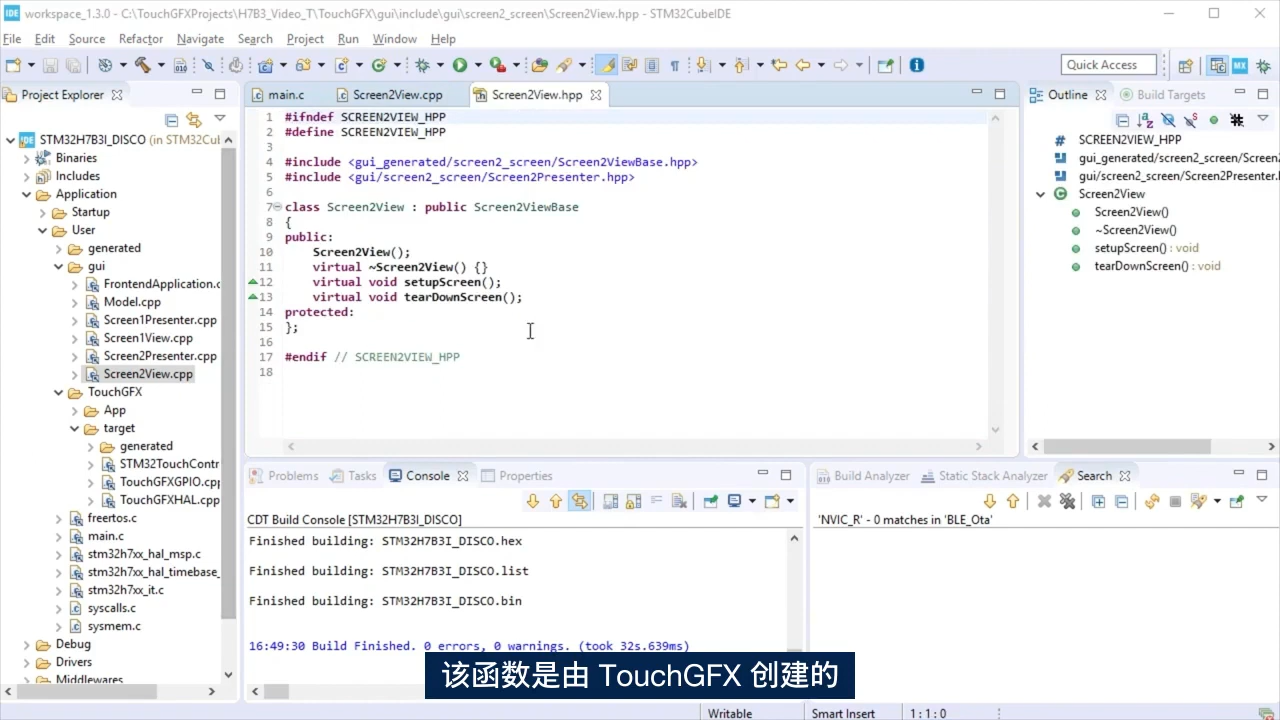 workspace_1.3.0 - C:\TouchGFXProjects\H7B3_Video_T\TouchGFX\gui\include\gui\screen2_screen\Screen2View.hpp - STM32CubeIDE
File Edit Source Refactor Navigate Search Project Run Window Help
Quick Access
Project Explorer
STM32H7B3I_DISCO (in STM32Cul
Binaries
Includes
Application
Startup
User
generated
gui
FrontendApplication.c
Model.cpp
Screen1Presenter.cpp
Screen1View.cpp
Screen2Presenter.cpp
Screen2View.cpp
TouchGFX
App
target
generated
STM32TouchContr
TouchGFXGPIO.cpp
TouchGFXHAL.cpp
freertos.c
main.c
stm32h7xx_hal_msp.c
stm32h7xx_hal_timebase_
stm32h7xx_it.c
syscalls.c
sysmem.c
Debug
Drivers
Middlewares
main.c Screen2View.cpp Screen2View.hpp
1 #ifndef SCREEN2VIEW_HPP
2 #define SCREEN2VIEW_HPP
3
4 #include <gui_generated/screen2_screen/Screen2ViewBase.hpp>
5 #include <gui/screen2_screen/Screen2Presenter.hpp>
6
7 class Screen2View : public Screen2ViewBase
8 {
9 public:
10 Screen2View();
11 virtual ~Screen2View() {}
12 virtual void setupScreen();
13 virtual void tearDownScreen();
14 protected:
15 };
16
17 #endif // SCREEN2VIEW_HPP
18
Outline Build Targets
SCREEN2VIEW_HPP
gui_generated/screen2_screen/Screen
gui/screen2_screen/Screen2Presenter.
Screen2View
Screen2View()
~Screen2View()
setupScreen() : void
tearDownScreen() : void
Problems Tasks Console Properties
CDT Build Console [STM32H7B3I_DISCO]
Finished building: STM32H7B3I_DISCO.hex
Finished building: STM32H7B3I_DISCO.list
Finished building: STM32H7B3I_DISCO.bin
16:49:30 Build Finished. 0 errors, 0 warnings. (took 32s.639ms)
Build Analyzer Static Stack Analyzer Search
'NVIC_R' - 0 matches in 'BLE_Ota'
该函数是由 TouchGFX 创建的
Writable Smart Insert 1 : 1 : 0